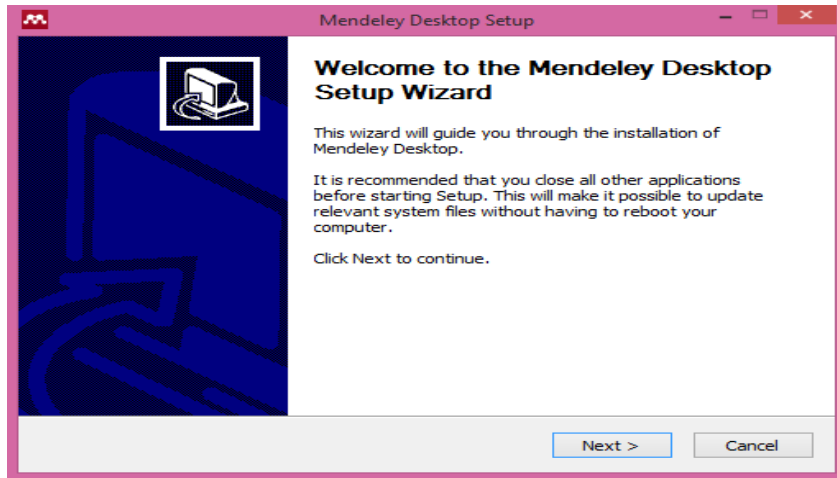 Mendeley Desktop Setup
Welcome to the Mendeley Desktop
Setup Wizard
This wizard will guide you through the installation of
Mendeley Desktop.
It is recommended that you close all other applications
before starting Setup. This will make it possible to update
relevant system files without having to reboot your
computer.
Click Next to continue.
Next >
Cancel